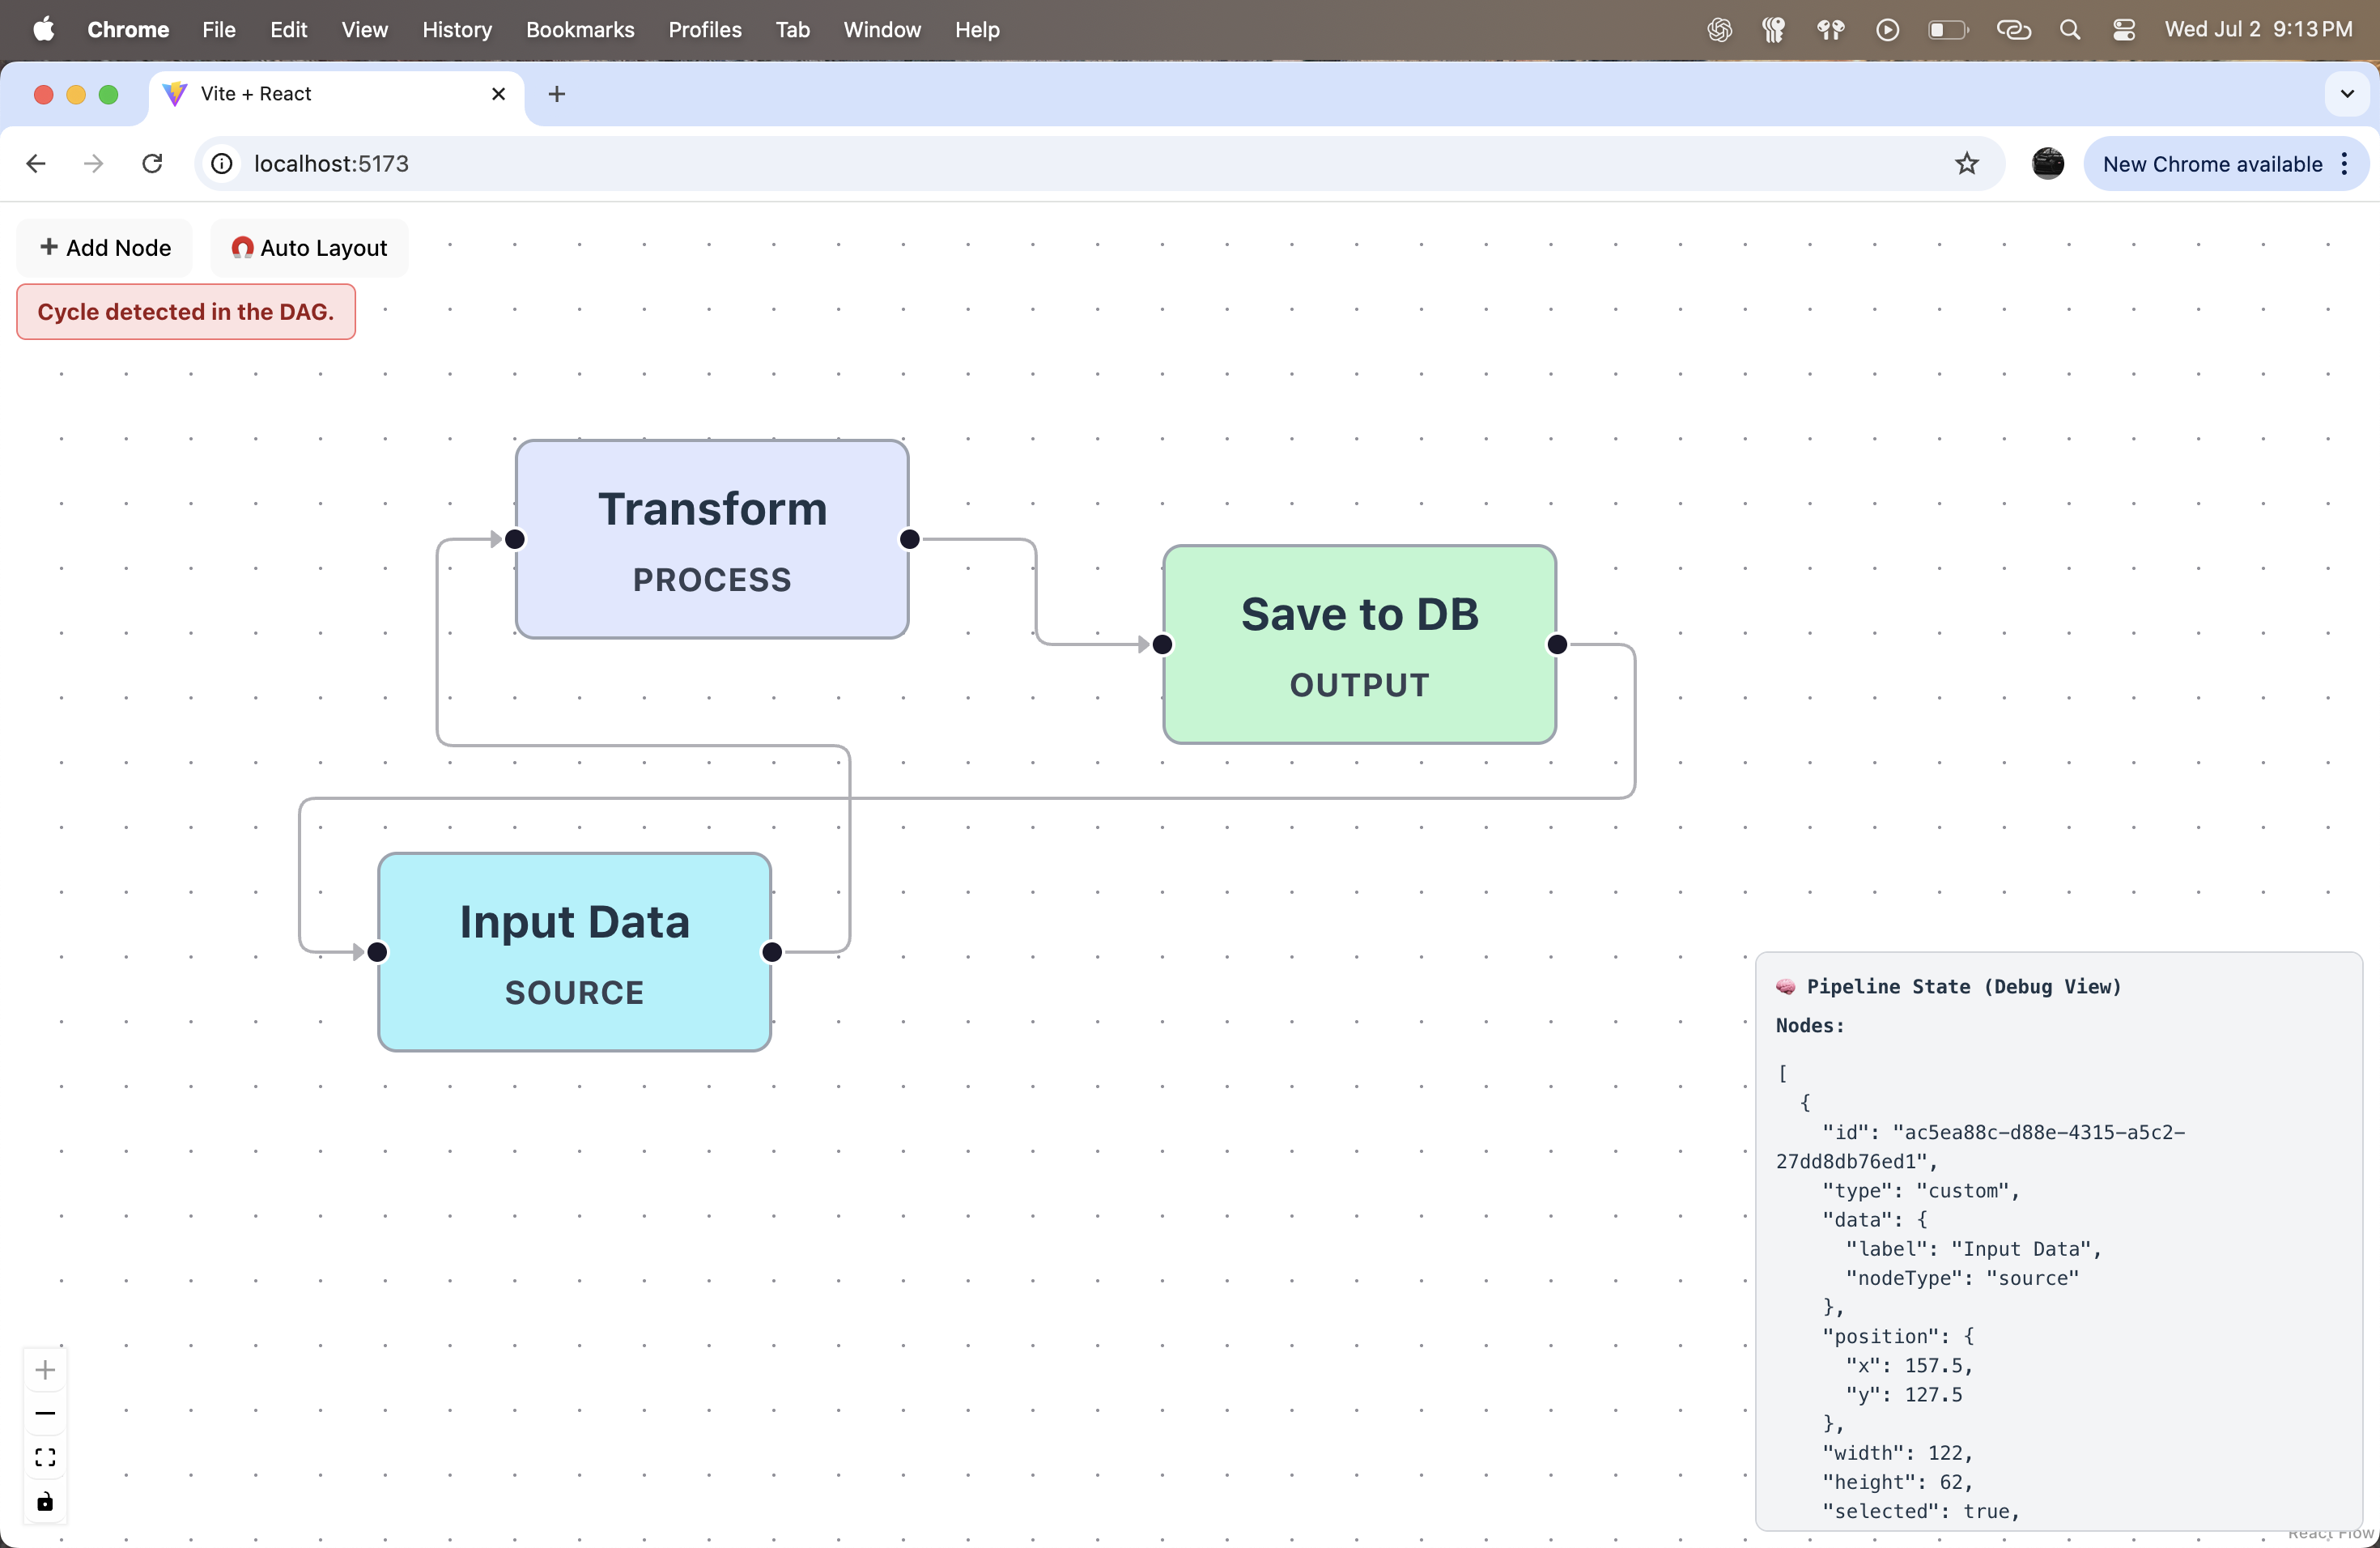 Chrome File Edit View History Bookmarks Profiles Tab Window Help Wed Jul 2 9:13 PM
Vite + React
localhost:5173
New Chrome available
+ Add Node
Auto Layout
Cycle detected in the DAG.
Transform
PROCESS
Save to DB
OUTPUT
Input Data
SOURCE
Pipeline State (Debug View)
Nodes:
[
{
"id": "ac5ea88c-d88e-4315-a5c2-
27dd8db76ed1",
"type": "custom",
"data": {
"label": "Input Data",
"nodeType": "source"
},
"position": {
"x": 157.5,
"y": 127.5
},
"width": 122,
"height": 62,
"selected": true,
React Flow